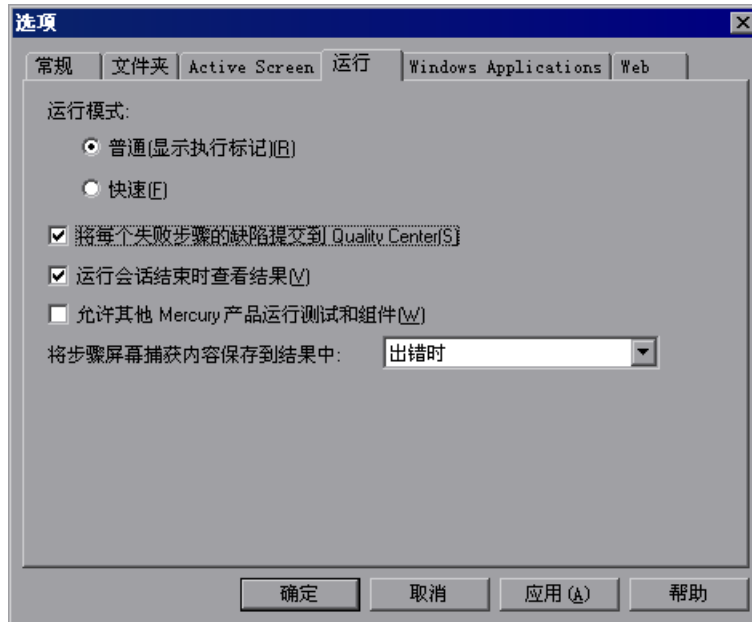 选项
常规 文件夹 Active Screen 运行 Windows Applications Web
运行模式:
普通(显示执行标记)(R)
快速(F)
将每个失败步骤的缺陷提交到 Quality Center(S)
运行会话结束时查看结果(V)
允许其他 Mercury 产品运行测试和组件(W)
将步骤屏幕捕获内容保存到结果中: 出错时
确定 取消 应用(A) 帮助